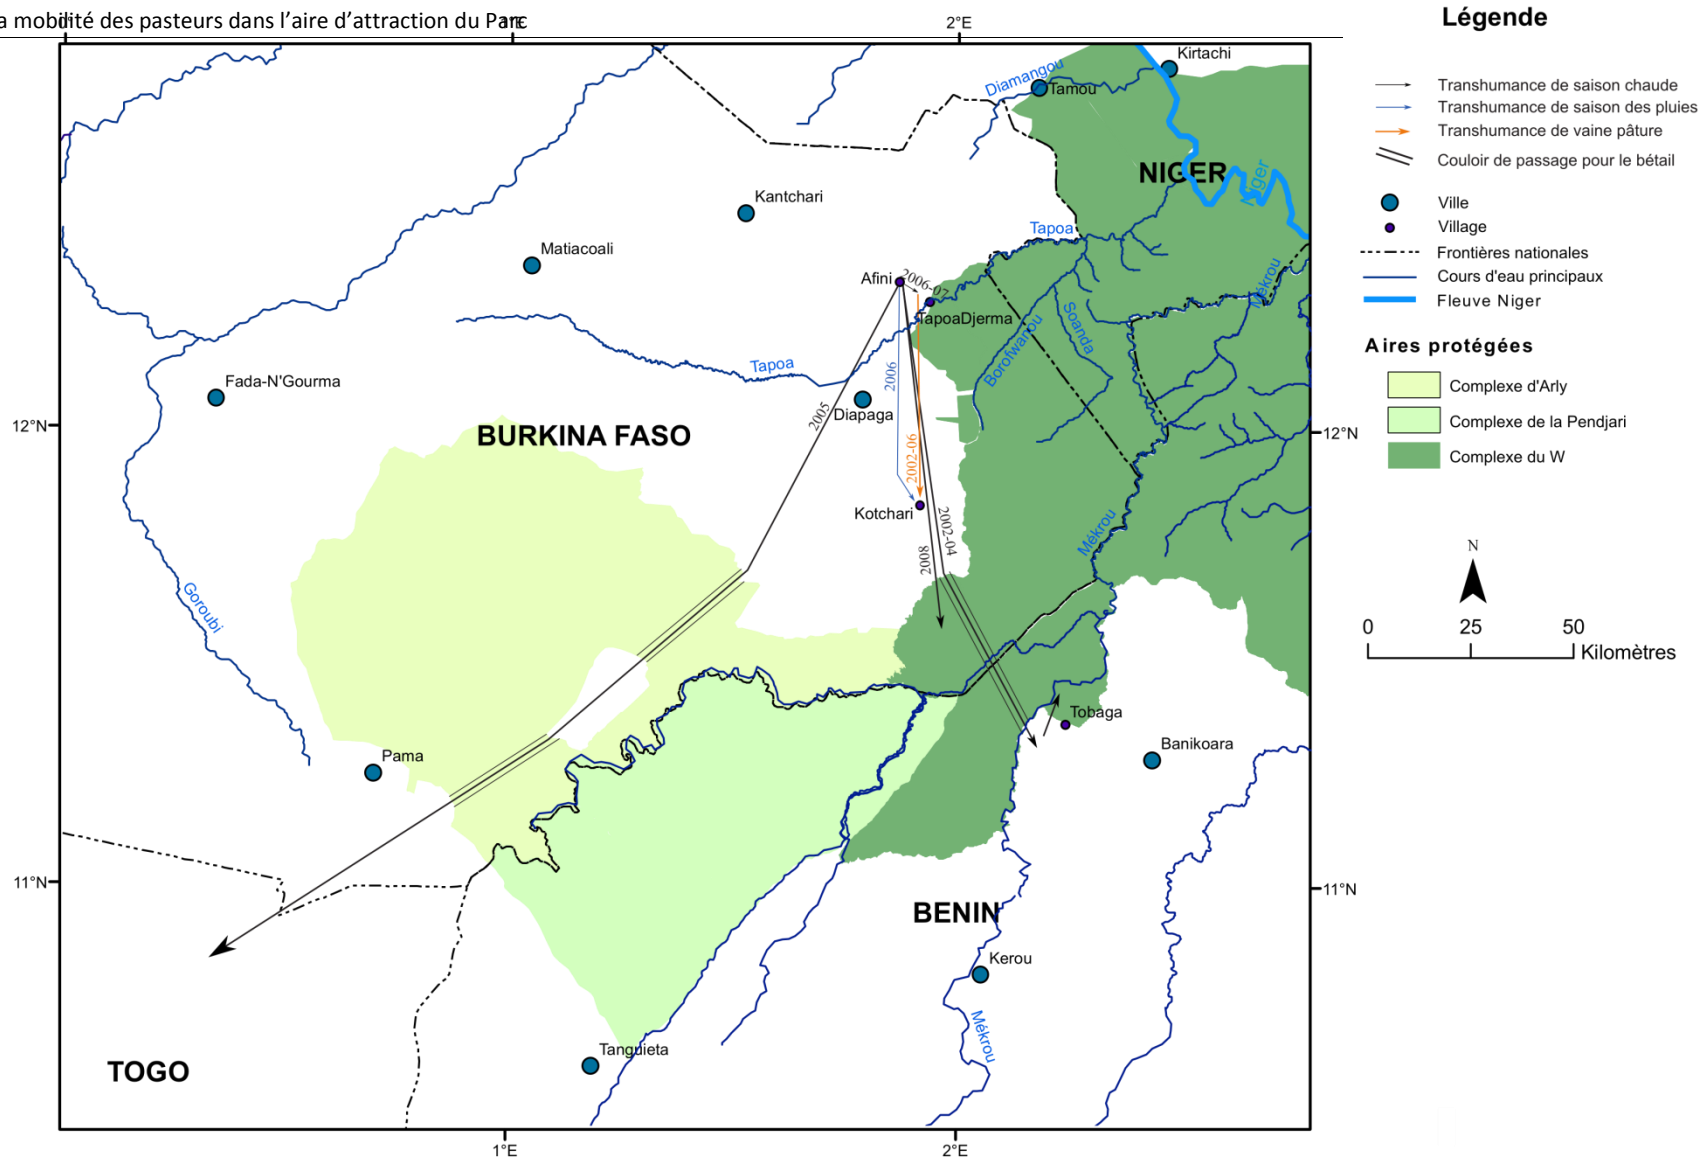 a mobilité des pasteurs dans l'aire d'attraction du Parc
0°E
1°E
2°E
Légende
Transhumance de saison chaude
Transhumance de saison des pluies
Transhumance de vaine pâture
Couloir de passage pour le bétail
Ville
Village
Frontières nationales
Cours d'eau principaux
Fleuve Niger
Aires protégées
Complexe d'Arly
Complexe de la Pendjari
Complexe du W
N
0
25
50
Kilomètres
Kirtachi
Diamangou
Tamou
NIGER
Niger
Kantchari
Tapoa
Matiacoali
Afini
2006-07
Mékrou
TapoaDjerma
Soanda
Borofwanou
Tapoa
2006
Fada-N'Gourma
Diapaga
2005
12°N
12°N
BURKINA FASO
2002-06
Kotchari
2002-04
2008
Mékrou
Goroubi
Tobaga
Banikoara
Pama
11°N
11°N
BENIN
Kerou
Mékrou
Tanguieta
TOGO
1°E
2°E